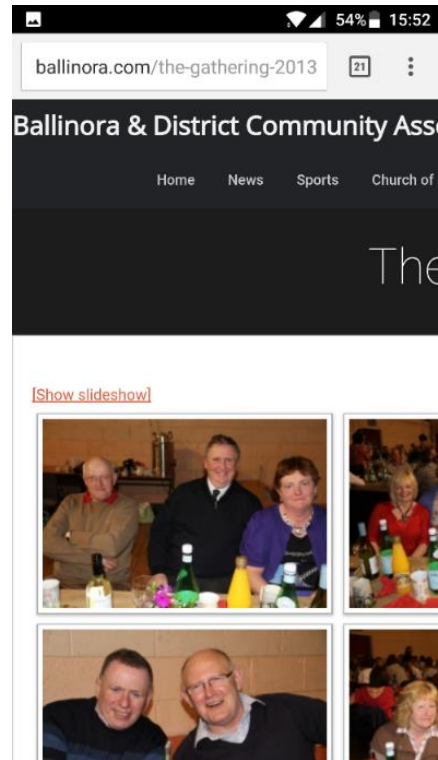 54% 15:52
ballinora.com/the-gathering-2013 21
Ballinora & District Community Ass
Home News Sports Church of
The
[Show slideshow]